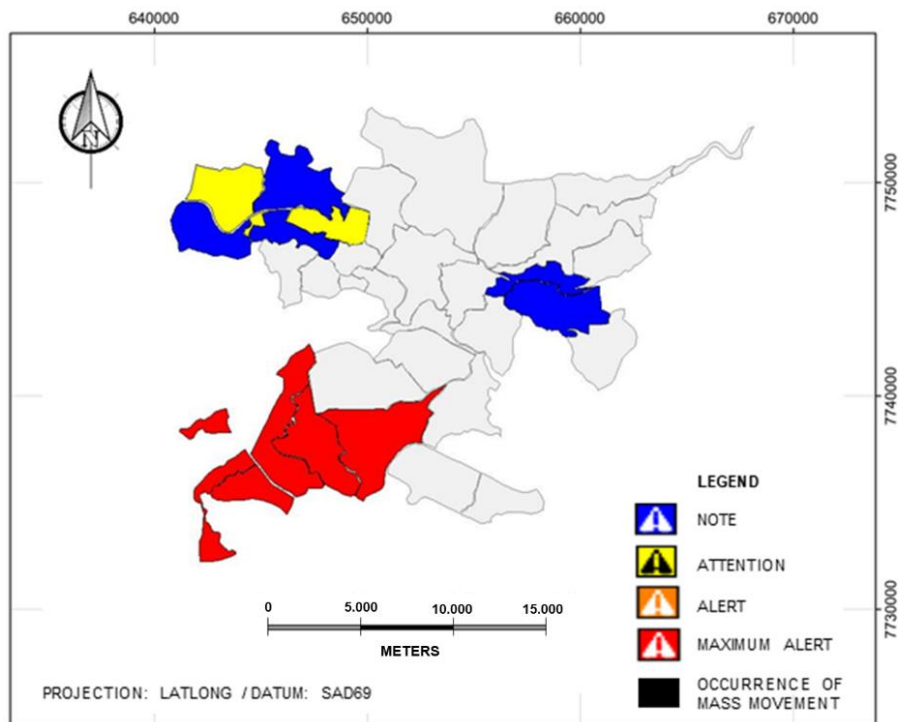 640000 650000 660000 670000
N
7750000
7740000
7730000
LEGEND
NOTE
ATTENTION
ALERT
MAXIMUM ALERT
OCCURRENCE OF
MASS MOVEMENT
0 5.000 10.000 15.000
METERS
PROJECTION: LATLONG / DATUM: SAD69